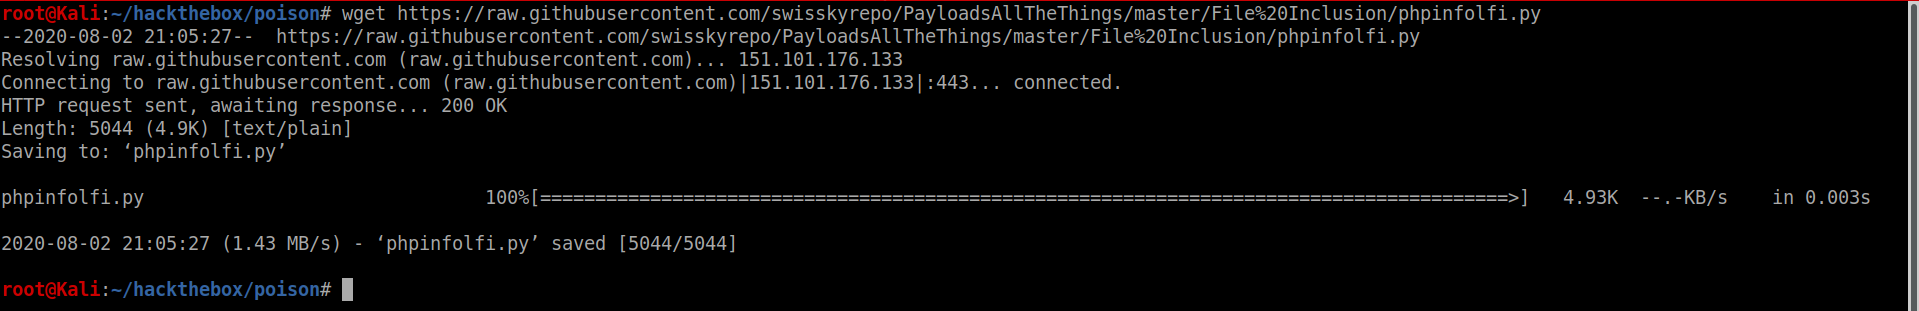 root@Kali:~/hackthebox/poison# wget https://raw.githubusercontent.com/swisskyrepo/PayloadsAllTheThings/master/File%20Inclusion/phpinfolfi.py
--2020-08-02 21:05:27--  https://raw.githubusercontent.com/swisskyrepo/PayloadsAllTheThings/master/File%20Inclusion/phpinfolfi.py
Resolving raw.githubusercontent.com (raw.githubusercontent.com)... 151.101.176.133
Connecting to raw.githubusercontent.com (raw.githubusercontent.com)|151.101.176.133|:443... connected.
HTTP request sent, awaiting response... 200 OK
Length: 5044 (4.9K) [text/plain]
Saving to: ‘phpinfolfi.py’
phpinfolfi.py                               100%[========================================================================================>]   4.93K  --.-KB/s    in 0.003s
2020-08-02 21:05:27 (1.43 MB/s) - ‘phpinfolfi.py’ saved [5044/5044]
root@Kali:~/hackthebox/poison#